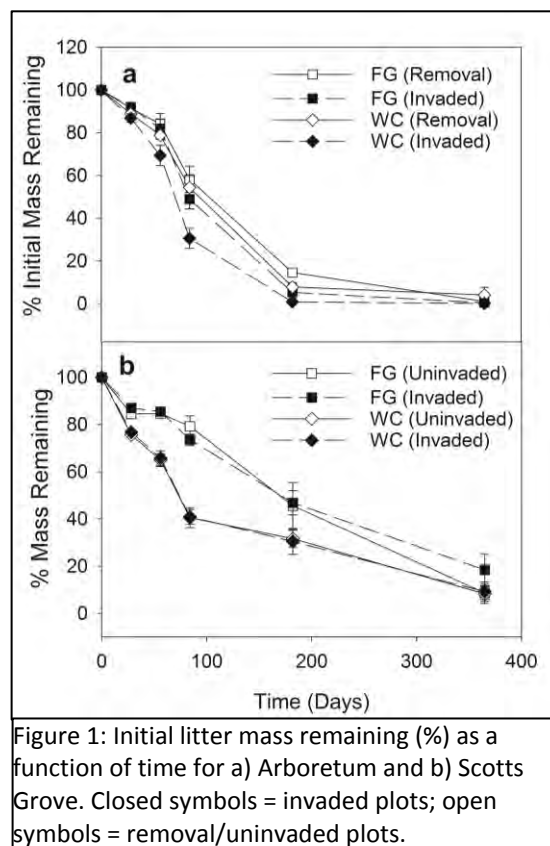 120
100
80
60
40
20
0
% Initial Mass Remaining
a
FG (Removal)
FG (Invaded)
WC (Removal)
WC (Invaded)
100
80
60
40
20
0
% Mass Remaining
b
FG (Uninvaded)
FG (Invaded)
WC (Uninvaded)
WC (Invaded)
0 100 200 300 400
Time (Days)
Figure 1: Initial litter mass remaining (%) as a
function of time for a) Arboretum and b) Scotts
Grove. Closed symbols = invaded plots; open
symbols = removal/uninvaded plots.